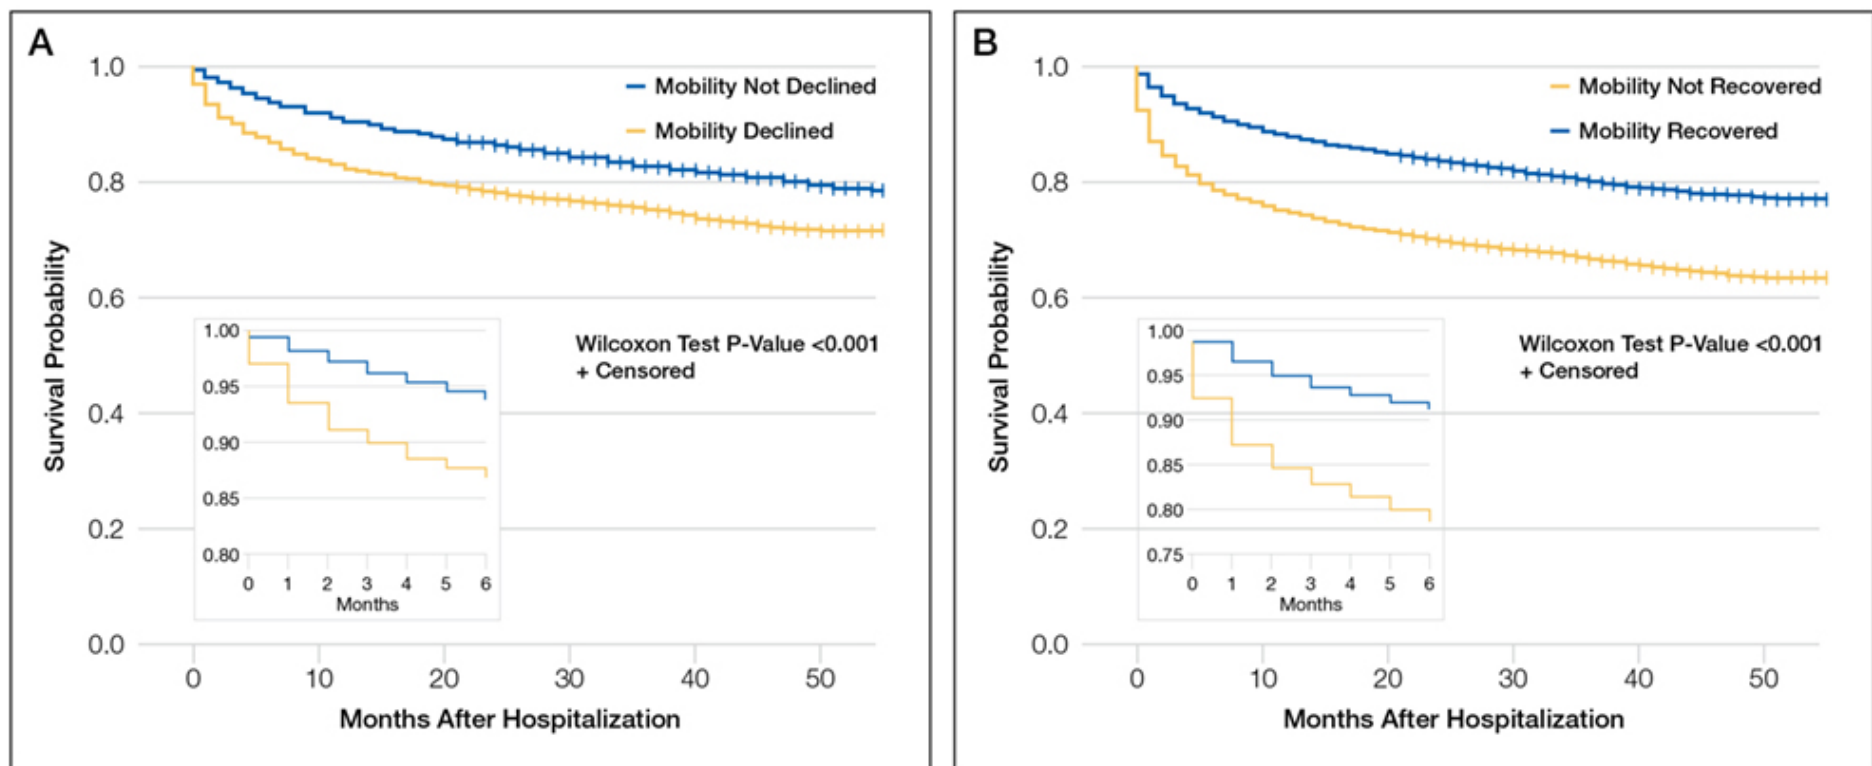 A
1.0
0.8
0.6
0.4
0.2
0.0
Survival Probability
Mobility Not Declined
Mobility Declined
Wilcoxon Test P-Value <0.001
+ Censored
1.00
0.95
0.90
0.85
0.80
0 1 2 3 4 5 6
Months
0 10 20 30 40 50
Months After Hospitalization
B
1.0
0.8
0.6
0.4
0.2
0.0
Survival Probability
Mobility Not Recovered
Mobility Recovered
Wilcoxon Test P-Value <0.001
+ Censored
1.00
0.95
0.90
0.85
0.80
0.75
0 1 2 3 4 5 6
Months
0 10 20 30 40 50
Months After Hospitalization